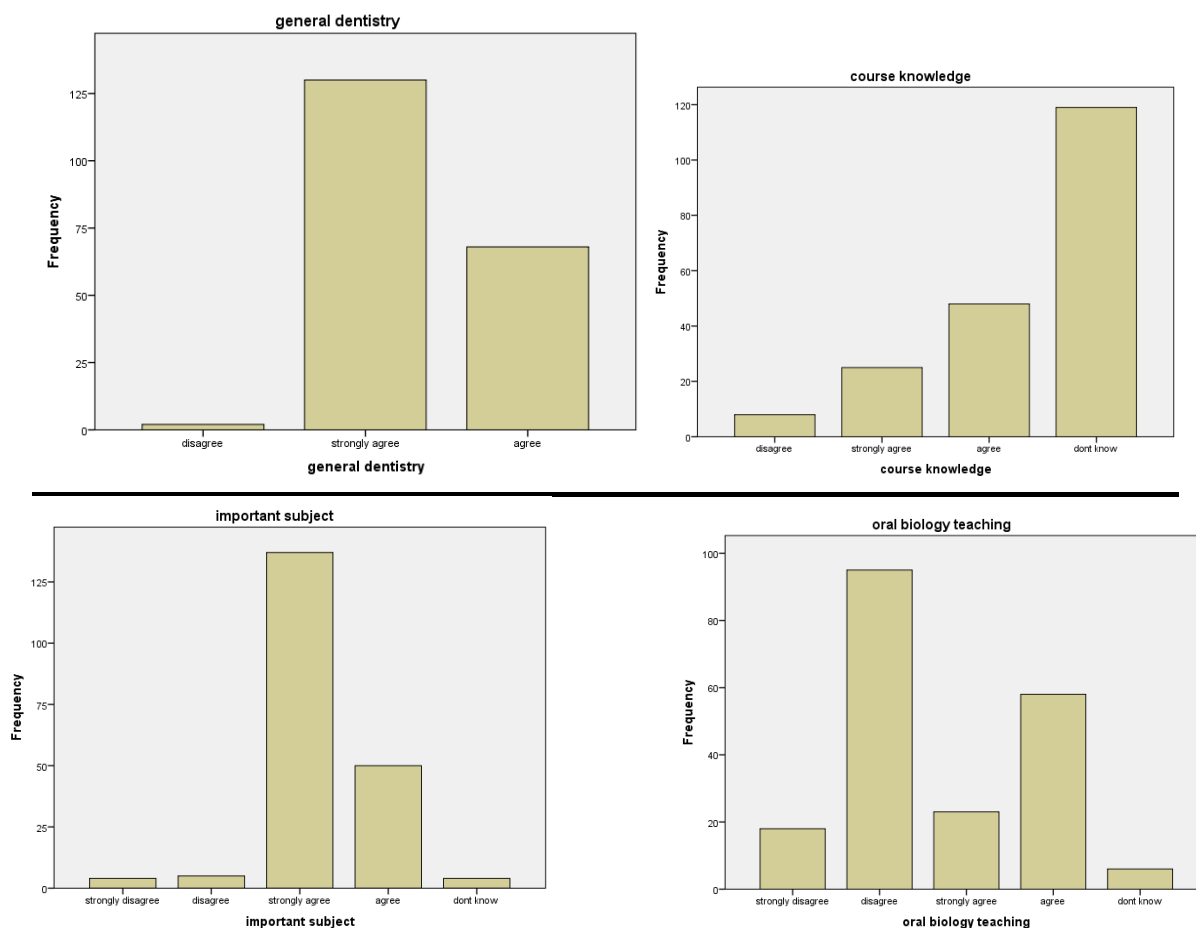 general dentistry
Frequency
125
100
75
50
25
0
disagree strongly agree agree
general dentistry
course knowledge
Frequency
120
100
80
60
40
20
0
disagree strongly agree agree dont know
course knowledge
important subject
Frequency
125
100
75
50
25
0
strongly disagree disagree strongly agree agree dont know
important subject
oral biology teaching
Frequency
100
80
60
40
20
0
strongly disagree disagree strongly agree agree dont know
oral biology teaching